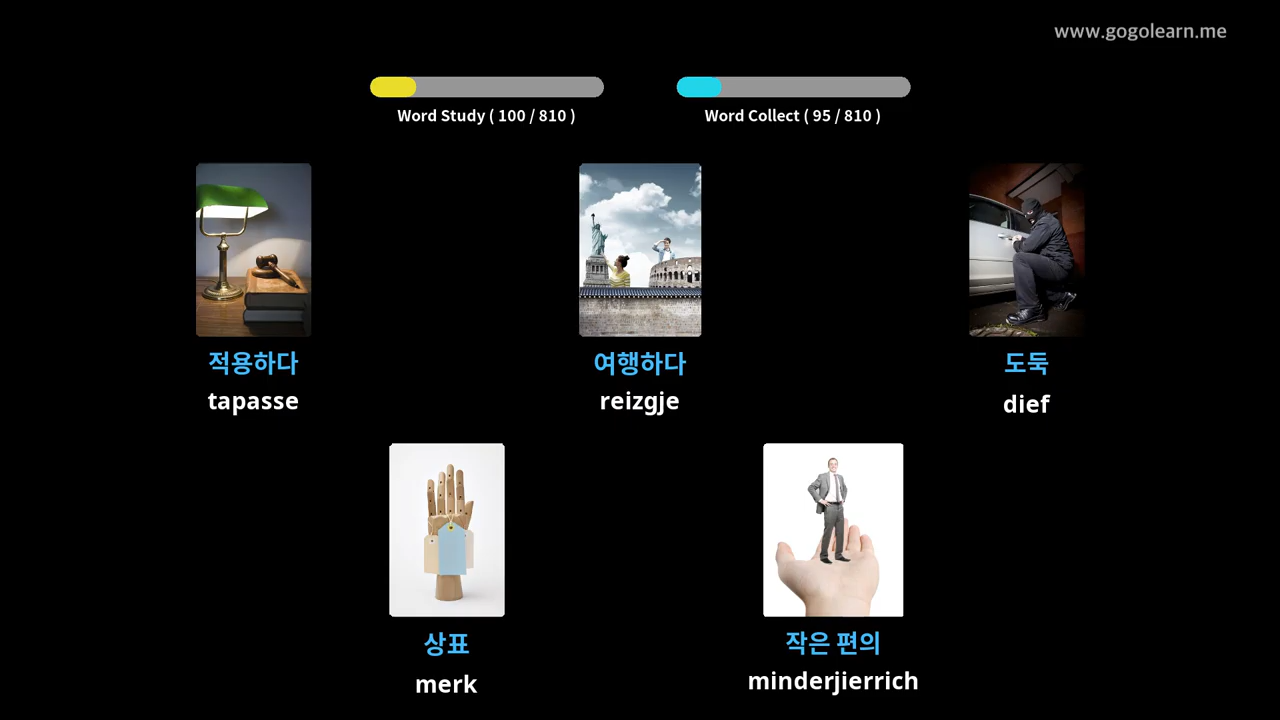 www.gogolearn.me
Word Study ( 100 / 810 )
Word Collect ( 95 / 810 )
적용하다
tapasse
여행하다
reizgje
도둑
dief
상표
merk
작은 편의
minderjierrich